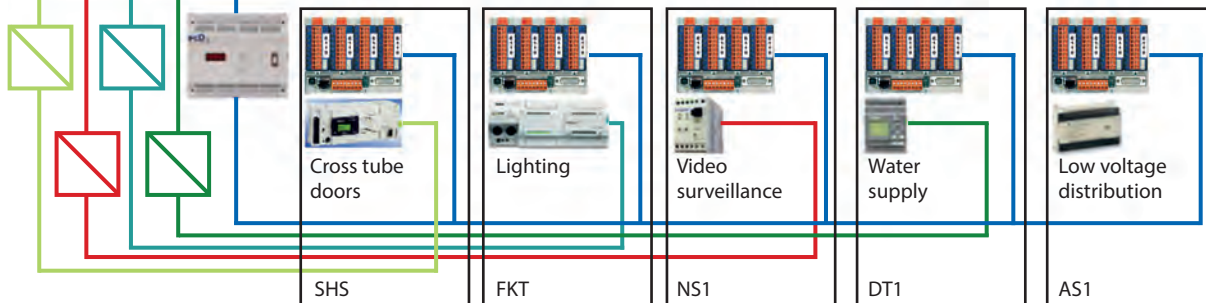 Cross tube
doors
Lighting
Video
surveillance
Water
supply
Low voltage
distribution
SHS
FKT
NS1
DT1
AS1